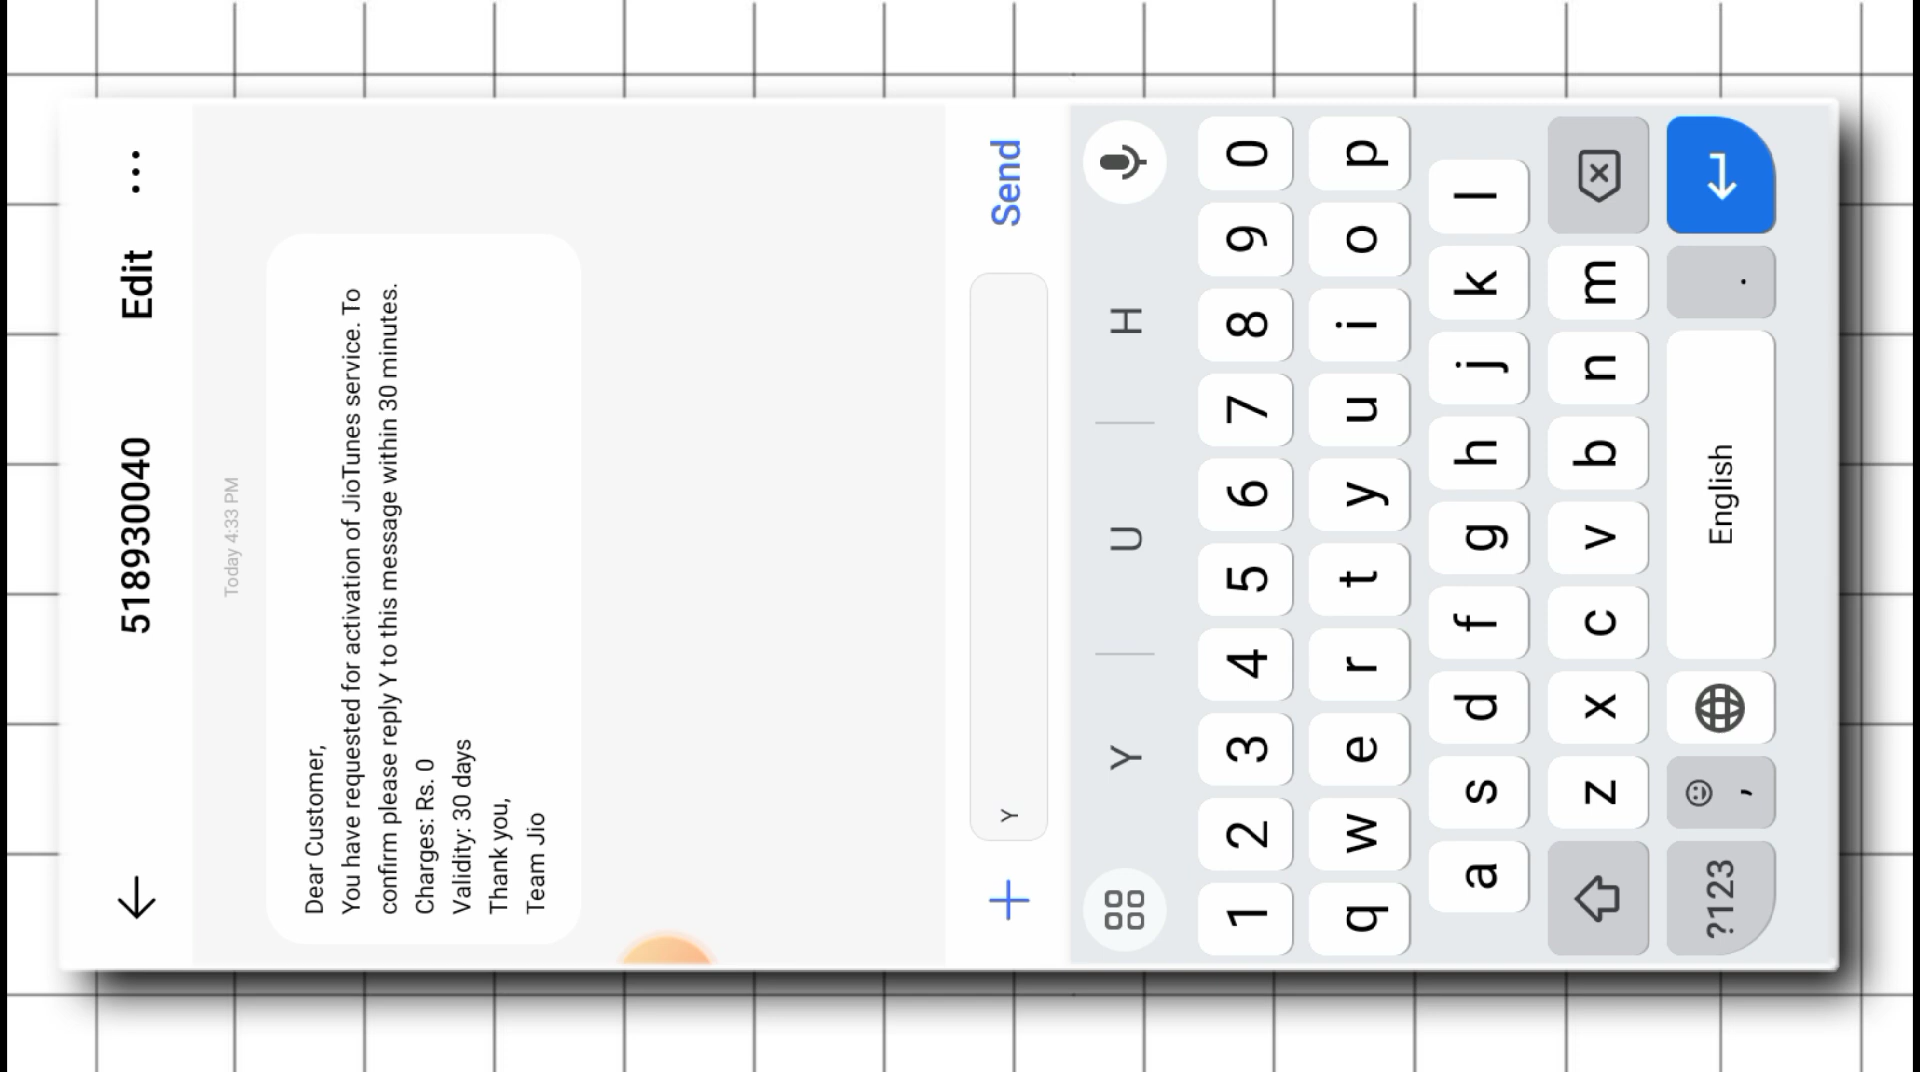 518930040
Edit
Today 4:33 PM
Dear Customer,
You have requested for activation of JioTunes service. To
confirm please reply Y to this message within 30 minutes.
Charges: Rs. 0
Validity: 30 days
Thank you,
Team Jio
Y
Send
Y U H
1 2 3 4 5 6 7 8 9 0
q w e r t y u i o p
a s d f g h j k l
z x c v b n m
?123 , English .